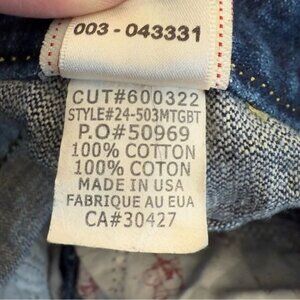 003 - 043331
CUT#600322
STYLE#24-503MTGBT
P.O#50969
100% COTTON
100% COTON
MADE IN USA
FABRIQUE AU EUA
CA#30427